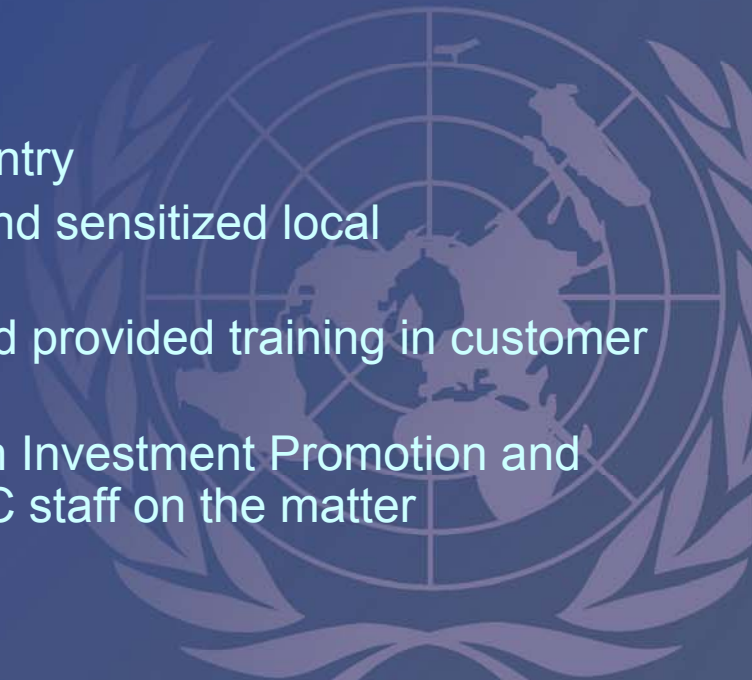 ntry
nd sensitized local
d provided training in customer
n Investment Promotion and
C staff on the matter